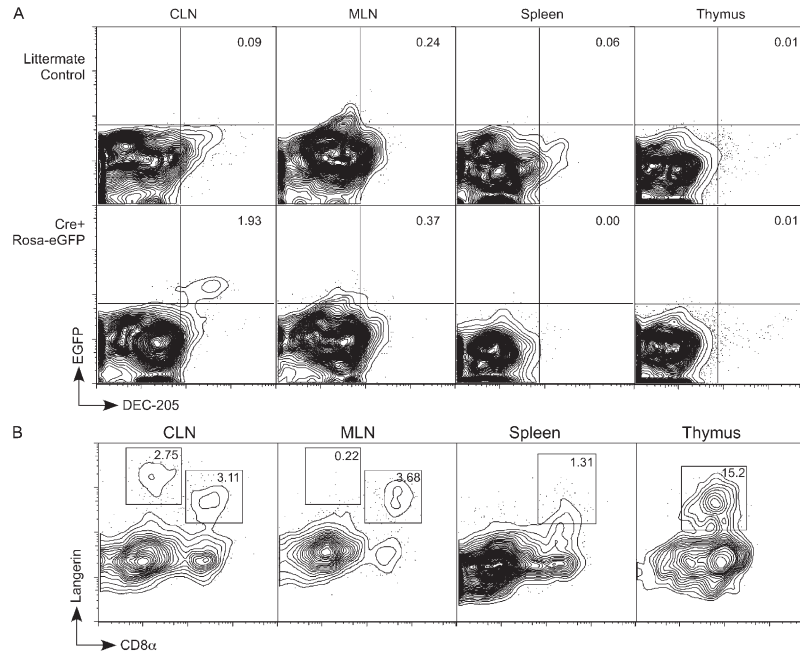 A
CLN MLN Spleen Thymus
Littermate
Control
0.09 0.24 0.06 0.01
Cre+
Rosa-eGFP
1.93 0.37 0.00 0.01
EGFP
DEC-205
B
CLN MLN Spleen Thymus
2.75 3.11 0.22 3.68 1.31 15.2
Langerin
CD8α